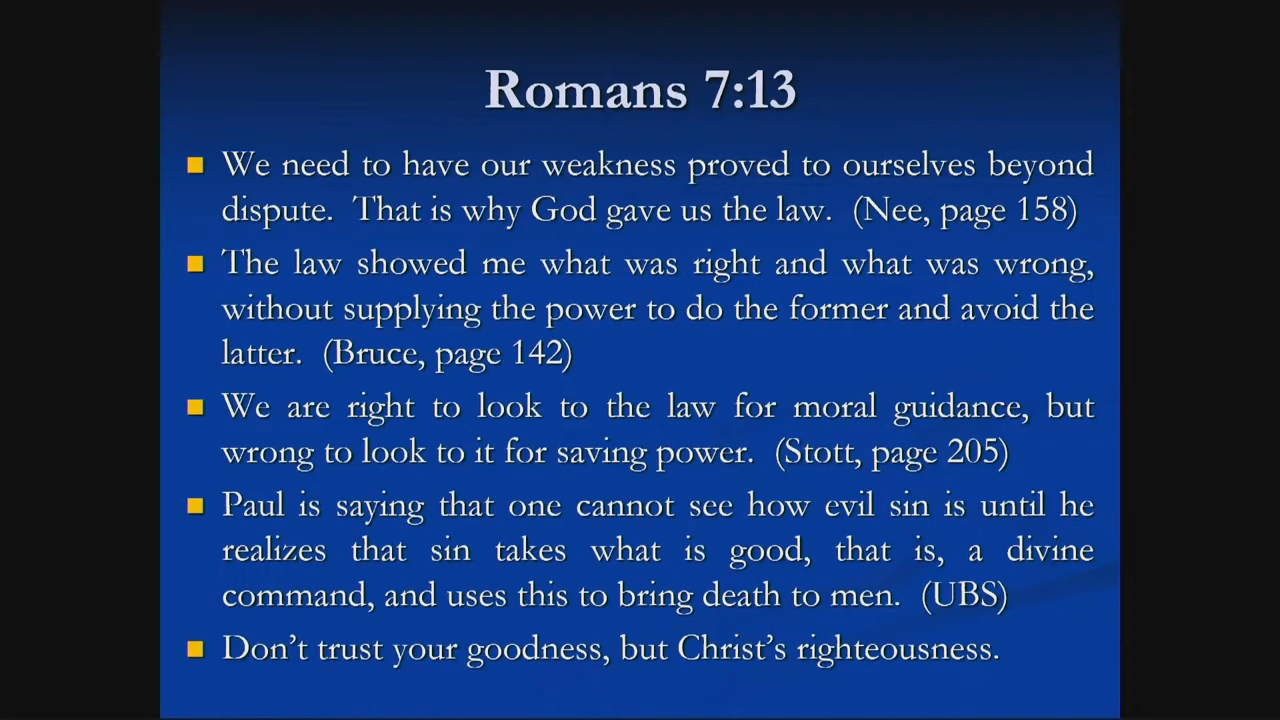 Romans 7:13
We need to have our weakness proved to ourselves beyond
dispute. That is why God gave us the law. (Nee, page 158)
The law showed me what was right and what was wrong,
without supplying the power to do the former and avoid the
latter. (Bruce, page 142)
We are right to look to the law for moral guidance, but
wrong to look to it for saving power. (Stott, page 205)
Paul is saying that one cannot see how evil sin is until he
realizes that sin takes what is good, that is, a divine
command, and uses this to bring death to men. (UBS)
Don’t trust your goodness, but Christ’s righteousness.